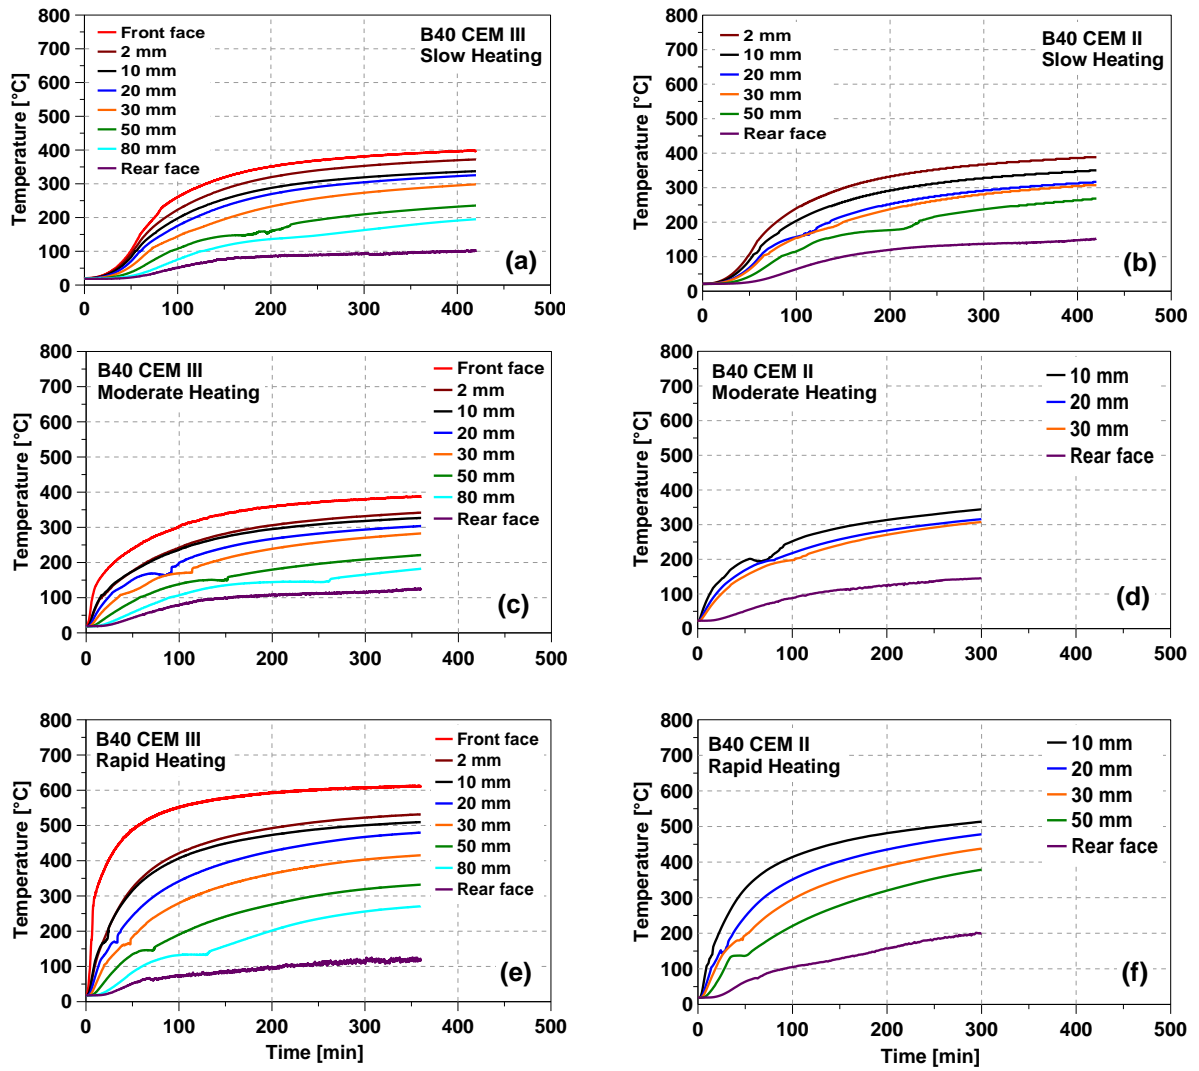 B40 CEM III
Slow Heating
Front face
2 mm
10 mm
20 mm
30 mm
50 mm
80 mm
Rear face
Temperature [°C]
800
700
600
500
400
300
200
100
0
(a)
0 100 200 300 400 500
B40 CEM II
Slow Heating
2 mm
10 mm
20 mm
30 mm
50 mm
Rear face
Temperature [°C]
800
700
600
500
400
300
200
100
0
(b)
0 100 200 300 400 500
B40 CEM III
Moderate Heating
Front face
2 mm
10 mm
20 mm
30 mm
50 mm
80 mm
Rear face
Temperature [°C]
800
700
600
500
400
300
200
100
0
(c)
0 100 200 300 400 500
B40 CEM II
Moderate Heating
10 mm
20 mm
30 mm
Rear face
Temperature [°C]
800
700
600
500
400
300
200
100
0
(d)
0 100 200 300 400 500
B40 CEM III
Rapid Heating
Front face
2 mm
10 mm
20 mm
30 mm
50 mm
80 mm
Rear face
Temperature [°C]
800
700
600
500
400
300
200
100
0
(e)
0 100 200 300 400 500
Time [min]
B40 CEM II
Rapid Heating
10 mm
20 mm
30 mm
50 mm
Rear face
Temperature [°C]
800
700
600
500
400
300
200
100
0
(f)
0 100 200 300 400 500
Time [min]